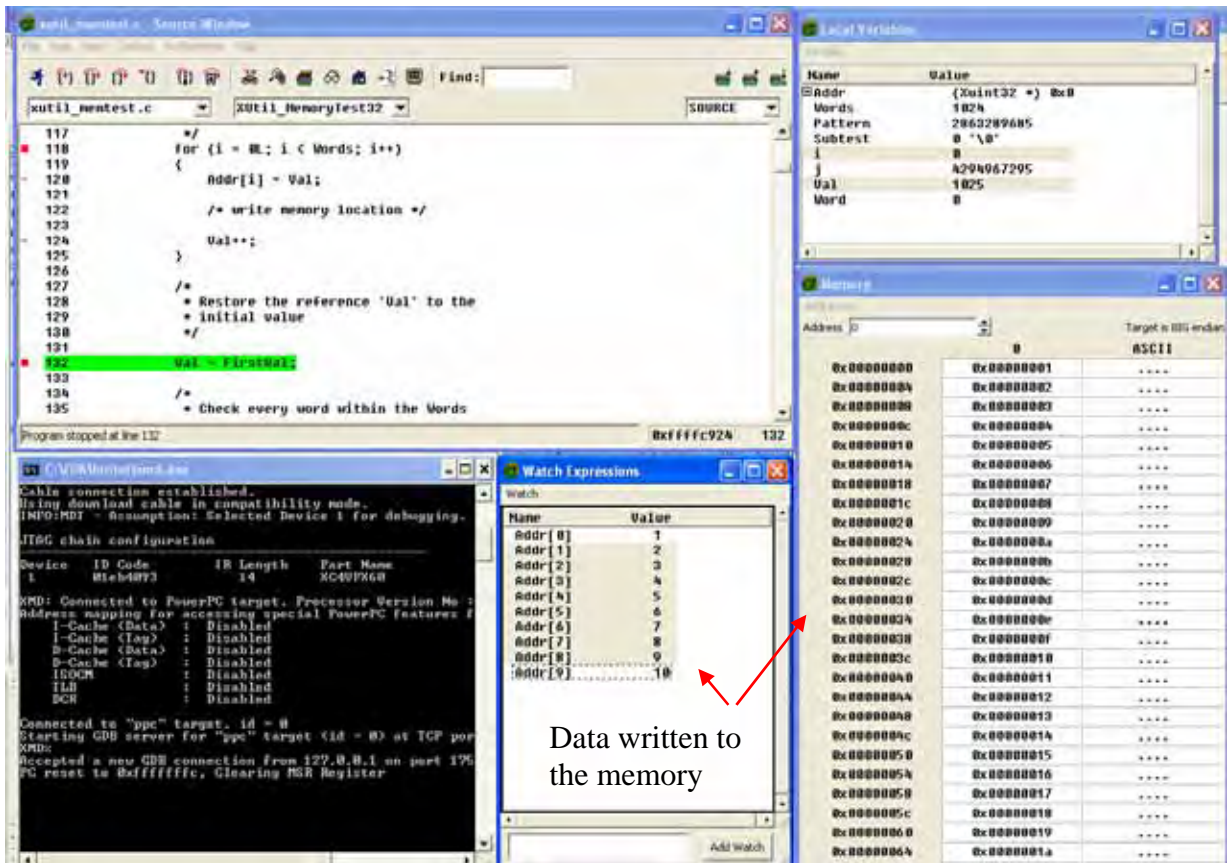 xutil_memtest.c - Source Window
Find:
xutil_memtest.c XUtil_MemoryTest32 SOURCE
117 */
118 for (i = 0L; i < Words; i++)
119 {
120 Addr[i] = Val;
121
122 /* write memory location */
123
124 Val++;
125 }
126
127 /*
128 * Restore the reference 'Val' to the
129 * initial value
130 */
131
132 Val = FirstVal;
133
134 /*
135 * Check every word within the Words
Program stopped at line 132 0xffffc924 132
Local Variables
Name Value
Addr (Xuint32 *) 0x0
Words 1024
Pattern 2863289685
Subtest 0 '\0'
i 0
j 4294967295
Val 1025
Word 0
Memory
Address 0 Target is BIG endian
0 ASCII
0x00000000 0x00000001 ....
0x00000004 0x00000002 ....
0x00000008 0x00000003 ....
0x0000000c 0x00000004 ....
0x00000010 0x00000005 ....
0x00000014 0x00000006 ....
0x00000018 0x00000007 ....
0x0000001c 0x00000008 ....
0x00000020 0x00000009 ....
0x00000024 0x0000000a ....
0x00000028 0x0000000b ....
0x0000002c 0x0000000c ....
0x00000030 0x0000000d ....
0x00000034 0x0000000e ....
0x00000038 0x0000000f ....
0x0000003c 0x00000010 ....
0x00000040 0x00000011 ....
0x00000044 0x00000012 ....
0x00000048 0x00000013 ....
0x0000004c 0x00000014 ....
0x00000050 0x00000015 ....
0x00000054 0x00000016 ....
0x00000058 0x00000017 ....
0x0000005c 0x00000018 ....
0x00000060 0x00000019 ....
0x00000064 0x0000001a ....
Cable connection established.
Using download cable in compatibility mode.
INFO:MDT - Assumption: Selected Device 1 for debugging.
JTAG chain configuration
Device ID Code IR Length Part Name
1 01eb4093 14 XC4VFX60
XMD: Connected to PowerPC target. Processor Version No :
Address mapping for accessing special PowerPC features f
I-Cache (Data) : Disabled
I-Cache (Tag) : Disabled
D-Cache (Data) : Disabled
D-Cache (Tag) : Disabled
ISOCM : Disabled
TLB : Disabled
DCR : Disabled
Connected to "ppc" target. id = 0
Starting GDB server for "ppc" target (id = 0) at TCP por
XMD%
Accepted a new GDB connection from 127.0.0.1 on port 175
PC reset to 0xfffffffc, Clearing MSR Register
Watch Expressions
Watch
Name Value
Addr[0] 1
Addr[1] 2
Addr[2] 3
Addr[3] 4
Addr[4] 5
Addr[5] 6
Addr[6] 7
Addr[7] 8
Addr[8] 9
Addr[9] 10
Add Watch
Data written to
the memory